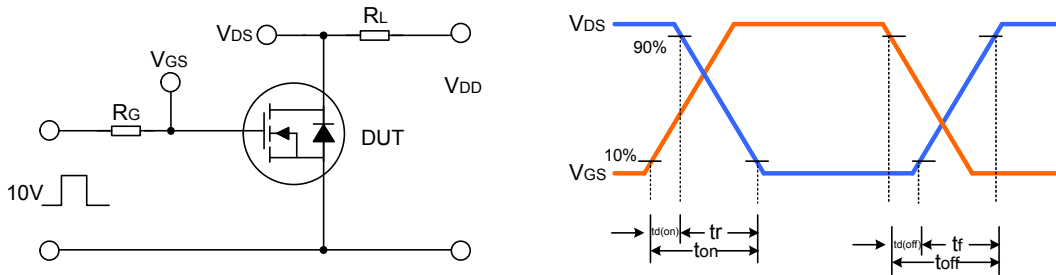 RL
VDS
VGS
VDD
RG
DUT
10V
VDS
90%
10%
VGS
td(on)
tr
ton
td(off)
tf
toff